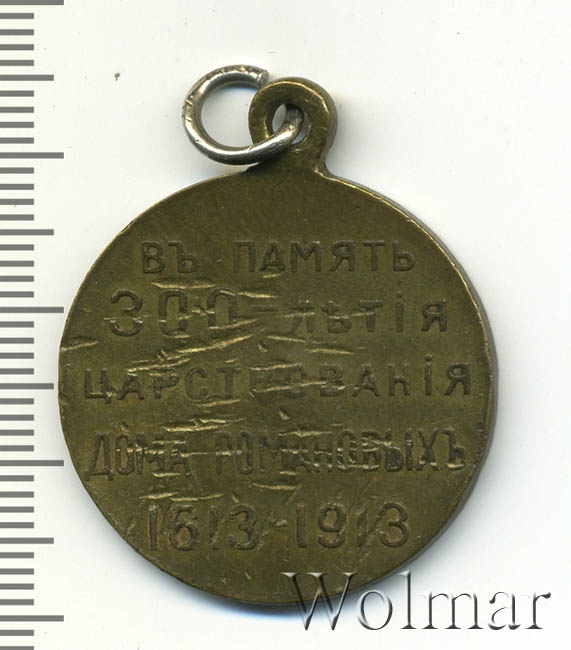 ВЪ ПАМЯТЬ
300-ЛѢТІЯ
ЦАРСТВОВАНІЯ
ДОМА РОМАНОВЫХЪ
1613-1913
Wolmar